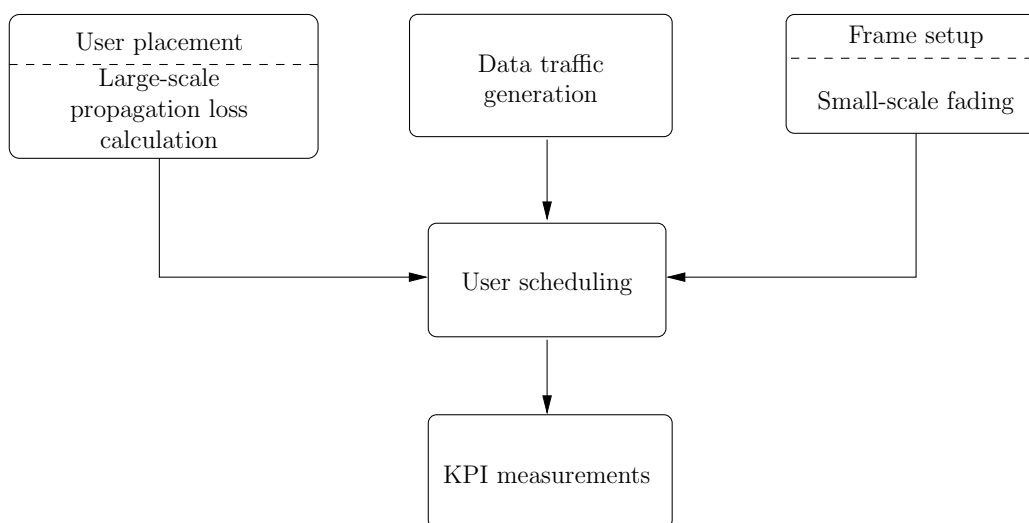 User placement
Large-scale
propagation loss
calculation
Data traffic
generation
Frame setup
Small-scale fading
User scheduling
KPI measurements